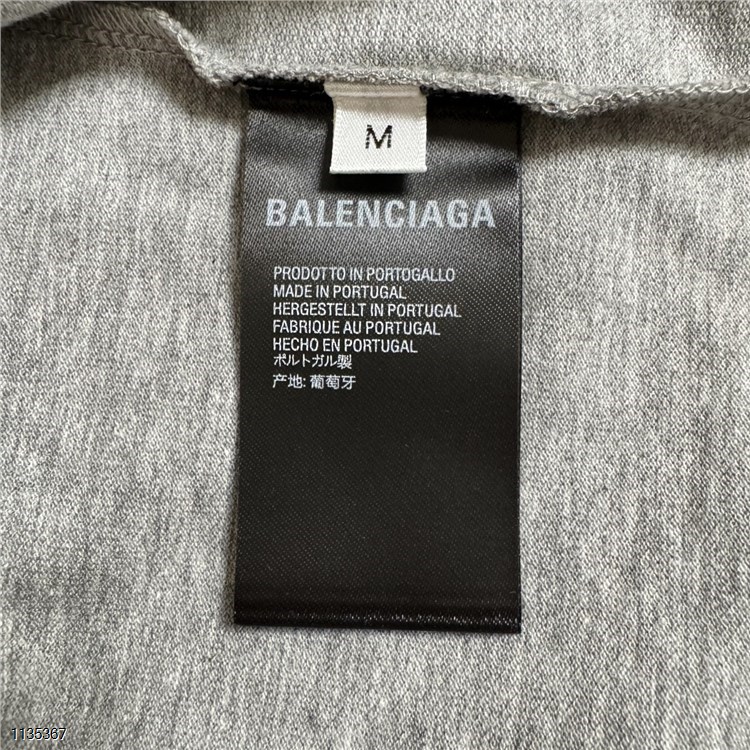 M
BALENCIAGA
PRODOTTO IN PORTOGALLO
MADE IN PORTUGAL
HERGESTELLT IN PORTUGAL
FABRIQUE AU PORTUGAL
HECHO EN PORTUGAL
ポルトガル製
产地: 葡萄牙
1135367